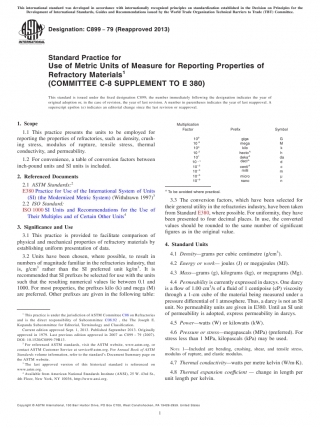 This international standard was developed in accordance with internationally recognized principles on standardization established in the Decision on Principles for the
Development of International Standards, Guides and Recommendations issued by the World Trade Organization Technical Barriers to Trade (TBT) Committee.
Designation: C899 − 79 (Reapproved 2013)
Standard Practice for
Use of Metric Units of Measure for Reporting Properties of
Refractory Materials¹
(COMMITTEE C-8 SUPPLEMENT TO E 380)
This standard is issued under the fixed designation C899; the number immediately following the designation indicates the year of
original adoption or, in the case of revision, the year of last revision. A number in parentheses indicates the year of last reapproval. A
superscript epsilon (ε) indicates an editorial change since the last revision or reapproval.
1. Scope
1.1 This practice presents the units to be employed for
reporting the properties of refractories, such as density, crush-
ing stress, modulus of rupture, tensile stress, thermal
conductivity, and permeability.
1.2 For convenience, a table of conversion factors between
inch-pound units and SI units is included.
2. Referenced Documents
2.1 ASTM Standards:²
E380 Practice for Use of the International System of Units
(SI) (the Modernized Metric System) (Withdrawn 1997)³
2.2 ISO Standard:
ISO 1000 SI Units and Recommendations for the Use of
Their Multiples and of Certain Other Units⁴
3. Significance and Use
3.1 This practice is provided to facilitate comparison of
physical and mechanical properties of refractory materials by
establishing uniform presentation of data.
3.2 Units have been chosen, where possible, to result in
numbers of magnitude familiar to the refractories industry, that
is, g/cm³ rather than the SI preferred unit kg/m³. It is
recommended that SI prefixes be selected for use with the units
such that the resulting numerical values be between 0.1 and
1000. For most properties, the prefixes kilo (k) and mega (M)
are preferred. Other prefixes are given in the following table:
¹ This practice is under the jurisdiction of ASTM Committee C08 on Refractories
and is the direct responsibility of Subcommittee
Current edition approved Sept. 1, 2013. Published September 2013. Originally
approved in 1979. Last previous edition approved in 2007 as C899 – 79 (2007).
DOI: 10.1520/C0899-79R13.
² For referenced ASTM standards, visit the ASTM website, www.astm.org, or
contact ASTM Customer Service at service@astm.org. For Annual Book of ASTM
Standards volume information, refer to the standard's Document Summary page on
the ASTM website.
³ The last approved version of this historical standard is referenced on
www.astm.org.
⁴ Available from American National Standards Institute (ANSI), 25 W. 43rd St.,
4th Floor, New York, NY 10036, http://www.ansi.org.
Multiplication
Factor Prefix Symbol
10⁹ giga G
10⁶ mega M
10³ kilo k
10² hecto h
10¹ deka da
10⁻¹ deci d
10⁻² centi c
10⁻³ milli m
10⁻⁶ micro μ
10⁻⁹ nano n
To be avoided where practical.
3.3 The conversion factors, which have been selected for
their general utility in the refractories industry, have been taken
from Standard E380, where possible. For uniformity, they have
been presented to four decimal places. In use, the converted
values should be rounded to the same number of significant
figures as in the original value.
4. Standard Units
4.1 Density—grams per cubic centimetre (g/cm³).
4.2 Energy or work— joules (J) or megajoules (MJ).
4.3 Mass—grams (g), kilograms (kg), or megagrams (Mg).
4.4 Permeability is currently expressed in darcys. One darcy
is a flow of 1.00 cm³/s of a fluid of 1 centipoise (cP) viscosity
through a 1-cm cube of the material being measured under a
pressure differential of 1 atmosphere. Thus, a darcy is not an SI
unit. No permeability units are given in E380. Until an SI unit
of permeability is adopted, express permeability in darcys.
4.5 Power—watts (W) or kilowatts (kW).
4.6 Pressure or stress—megapascals (MPa) (preferred). For
stress less than 1 MPa, kilopascals (kPa) may be used.
NOTE 1—Included are bending, crushing, shear, and tensile stress,
modulus of rupture, and elastic modulus.
4.7 Thermal conductivity—watts per metre kelvin (W/m·K).
4.8 Thermal expansion coefficient — change in length per
unit length per kelvin.
Copyright © ASTM International, 100 Barr Harbor Drive, PO Box C700, West Conshohocken, PA 19428-2959. United States
1